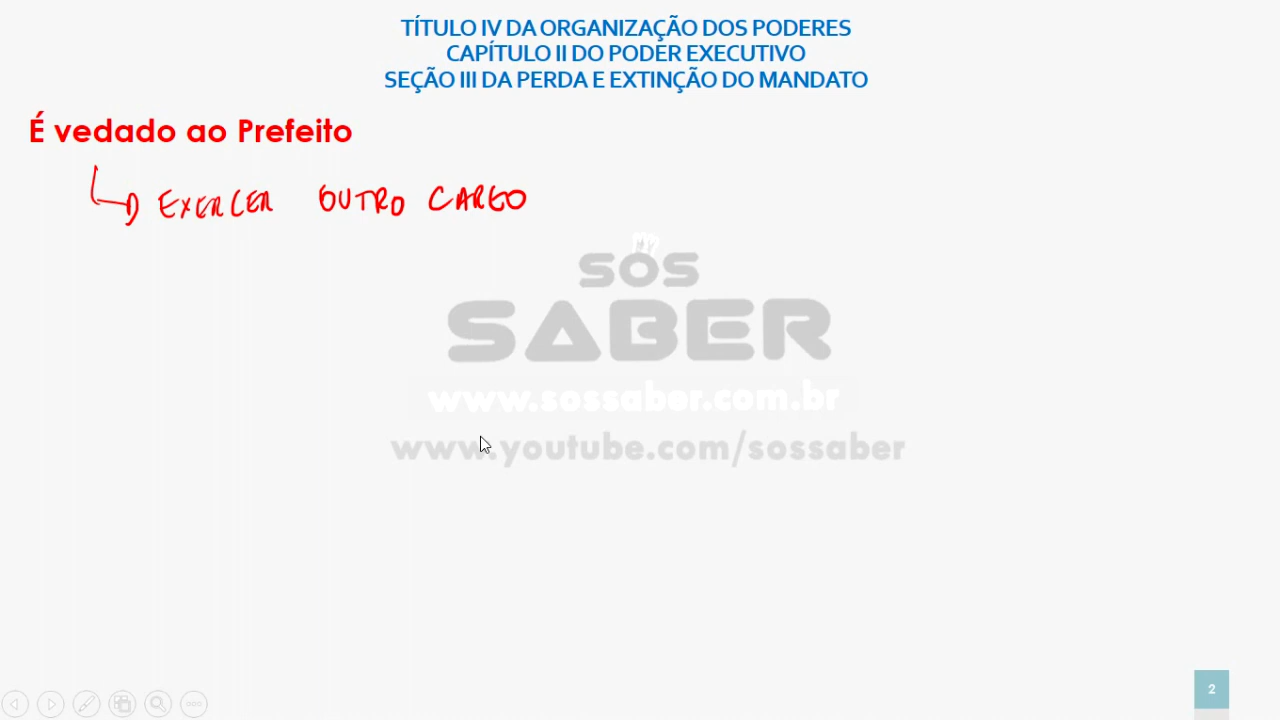 TÍTULO IV DA ORGANIZAÇÃO DOS PODERES
CAPÍTULO II DO PODER EXECUTIVO
SEÇÃO III DA PERDA E EXTINÇÃO DO MANDATO
É vedado ao Prefeito
EXERCER OUTRO CARGO
SOS
SABER
www.sossaber.com.br
www.youtube.com/sossaber
2